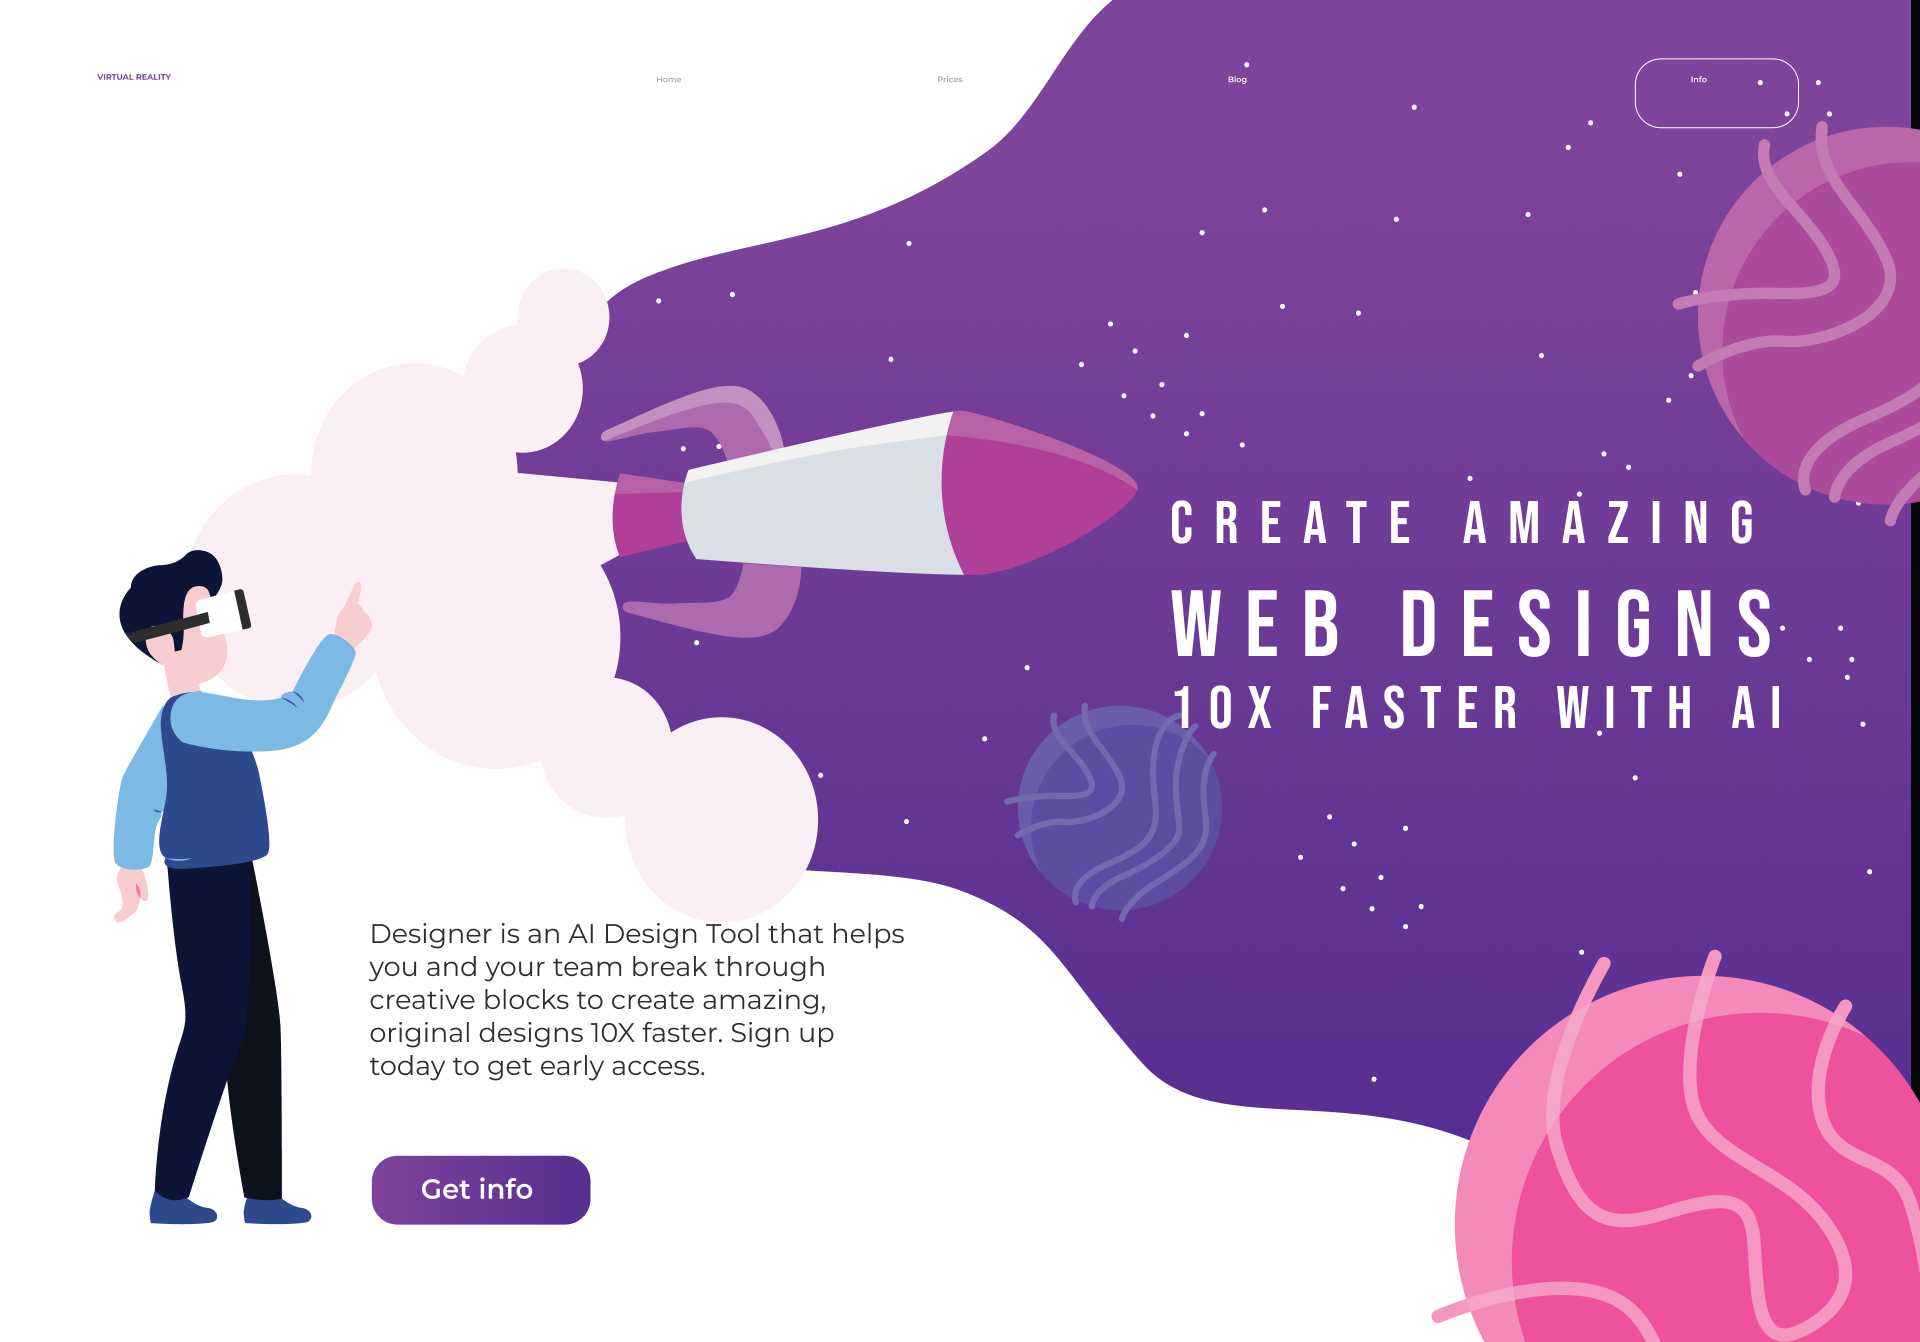 VIRTUAL REALITY
Home
Prices
Blog
Info
CREATE AMAZING
WEB DESIGNS
10X FASTER WITH AI
Designer is an AI Design Tool that helps
you and your team break through
creative blocks to create amazing,
original designs 10X faster. Sign up
today to get early access.
Get info